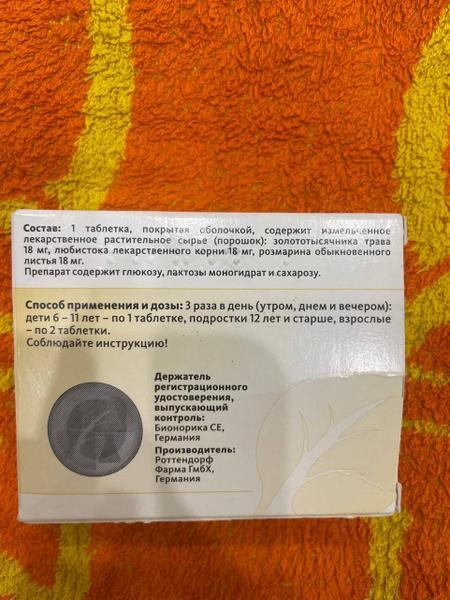 Состав: 1 таблетка, покрытая оболочкой, содержит измельченное
лекарственное растительное сырье (порошок): золототысячника трава
18 мг, любистока лекарственного корни 18 мг, розмарина обыкновенного
листья 18 мг.
Препарат содержит глюкозу, лактозы моногидрат и сахарозу.
Способ применения и дозы: 3 раза в день (утром, днем и вечером):
дети 6 – 11 лет – по 1 таблетке, подростки 12 лет и старше, взрослые
– по 2 таблетки.
Соблюдайте инструкцию!
Держатель
регистрационного
удостоверения,
выпускающий
контроль:
Бионорика СЕ,
Германия
Производитель:
Роттендорф
Фарма ГмбХ,
Германия